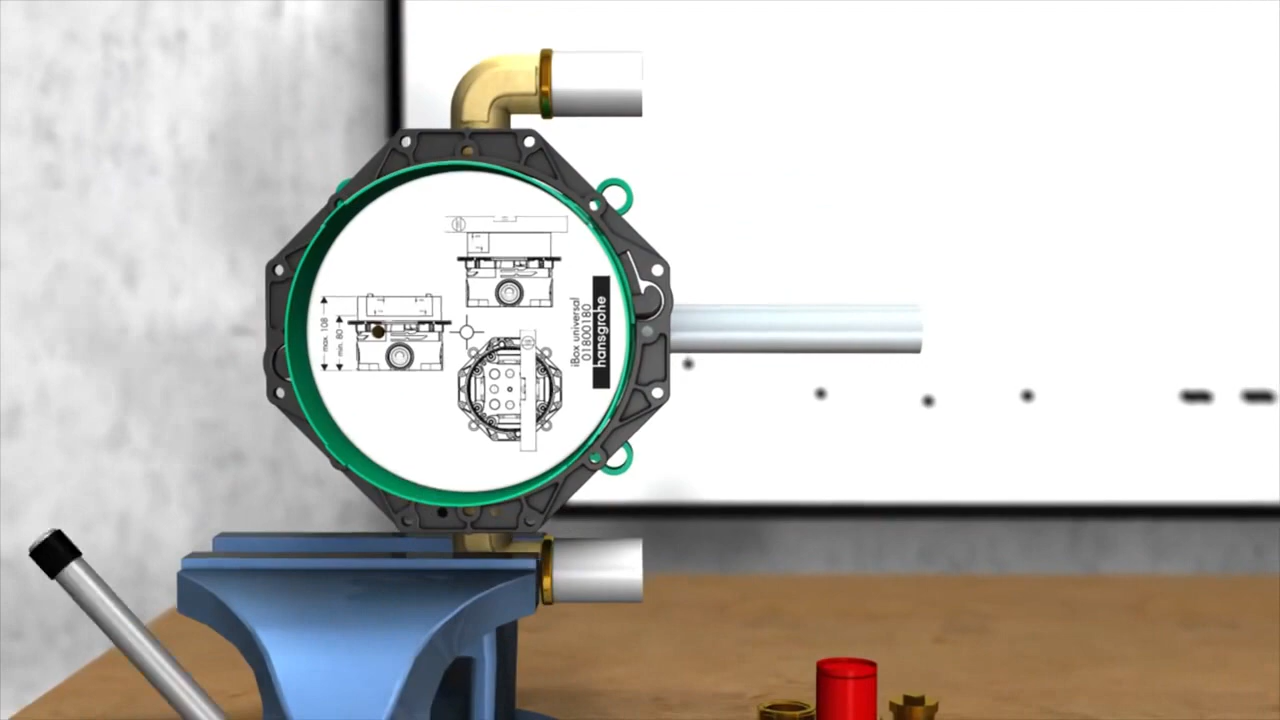 max. 108
min. 80
iBox universal
01800180
hansgrohe